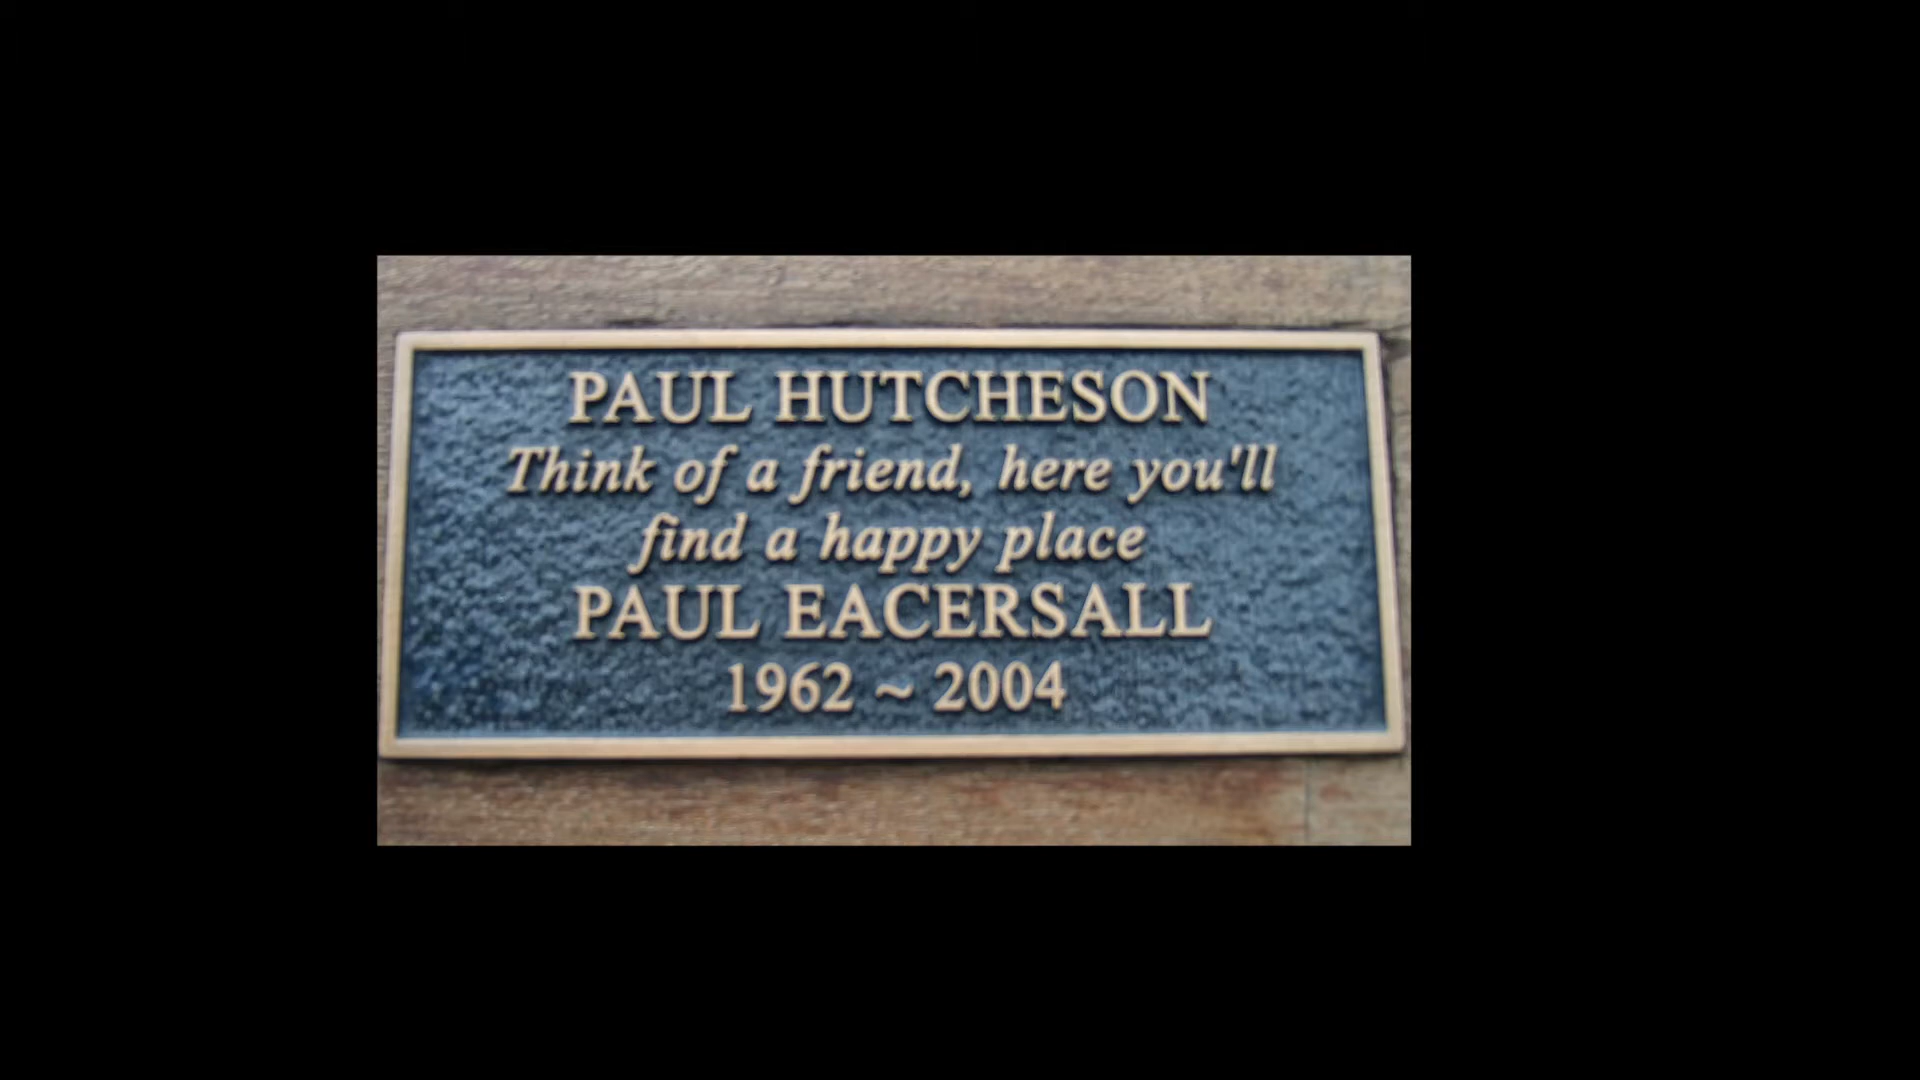 PAUL HUTCHESON
Think of a friend, here you'll
find a happy place
PAUL EACERSALL
1962 ~ 2004